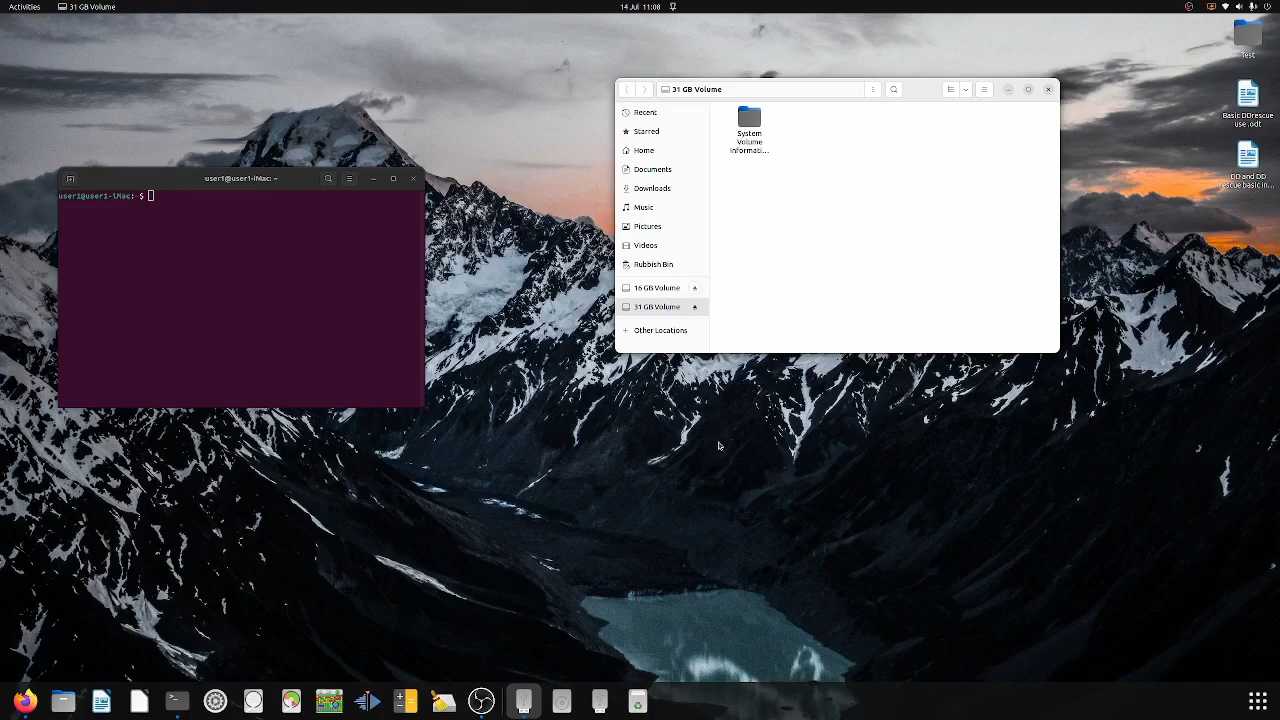 Activities
31 GB Volume
14 Jul 11:08
Test
Basic DDrescue
use .odt
DD and DD
rescue basic in...
31 GB Volume
Recent
Starred
Home
Documents
Downloads
Music
Pictures
Videos
Rubbish Bin
16 GB Volume
31 GB Volume
Other Locations
System
Volume
Informati...
user1@user1-iMac: ~
user1@user1-iMac:~$